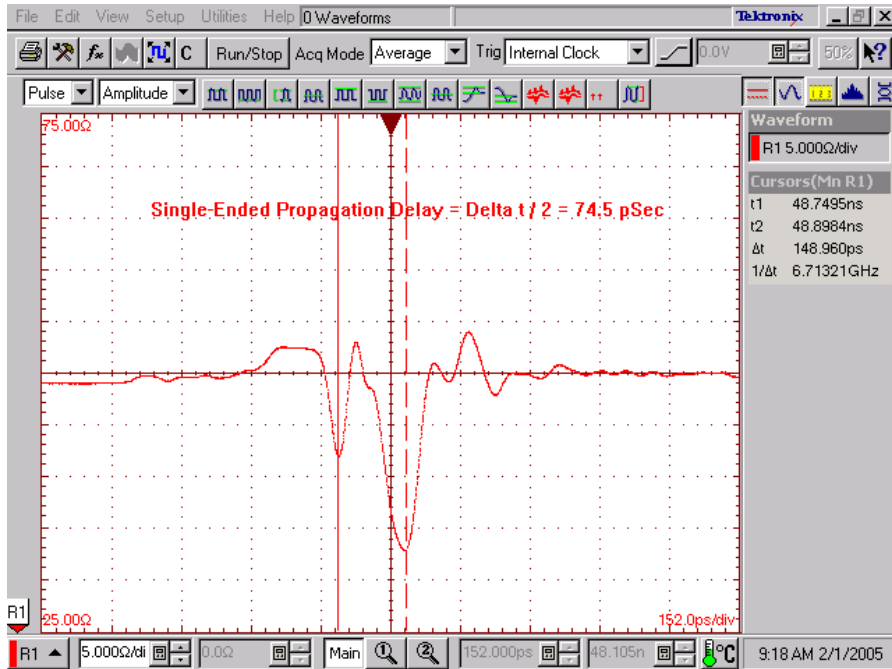 File Edit View Setup Utilities Help 0 Waveforms Tektronix
C Run/Stop Acq Mode Average Trig Internal Clock 0.0V 50%
Pulse Amplitude
75.00Ω
Waveform
R1 5.000Ω/div
Cursors(Mn R1)
t1 48.7495ns
t2 48.8984ns
Δt 148.960ps
1/Δt 6.71321GHz
Single-Ended Propagation Delay = Delta t / 2 = 74.5 pSec
R1
25.00Ω 152.0ps/div
R1 5.000Ω/di 0.0Ω Main 1 2 152.000ps 48.105n °C 9:18 AM 2/1/2005